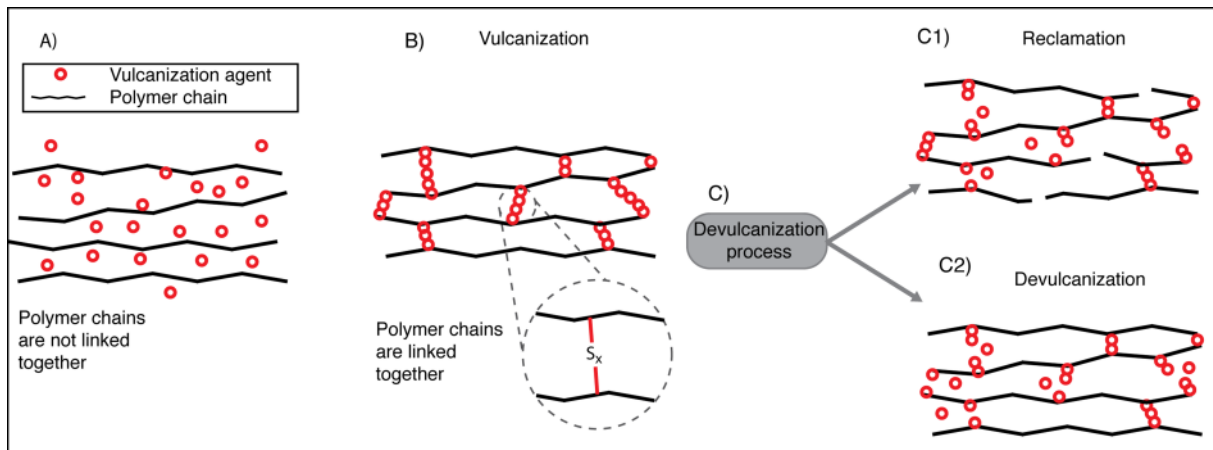 A)
Vulcanization agent
Polymer chain
Polymer chains
are not linked
together
B)
Vulcanization
Polymer chains
are linked
together
Sx
C)
Devulcanization
process
C1)
Reclamation
C2)
Devulcanization